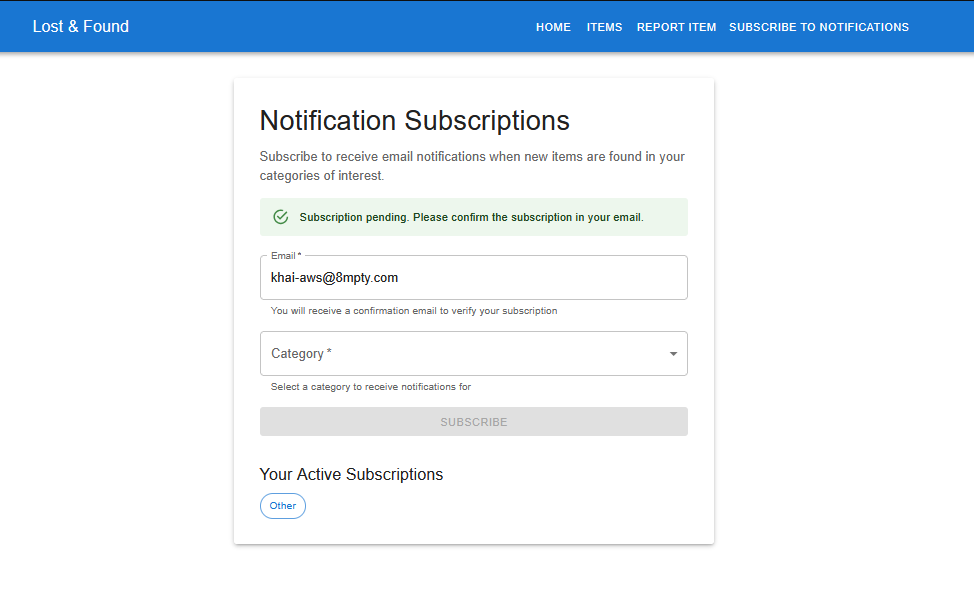 Lost & Found
HOME ITEMS REPORT ITEM SUBSCRIBE TO NOTIFICATIONS
Notification Subscriptions
Subscribe to receive email notifications when new items are found in your
categories of interest.
Subscription pending. Please confirm the subscription in your email.
Email *
khai-aws@8mpty.com
You will receive a confirmation email to verify your subscription
Category *
Select a category to receive notifications for
SUBSCRIBE
Your Active Subscriptions
Other